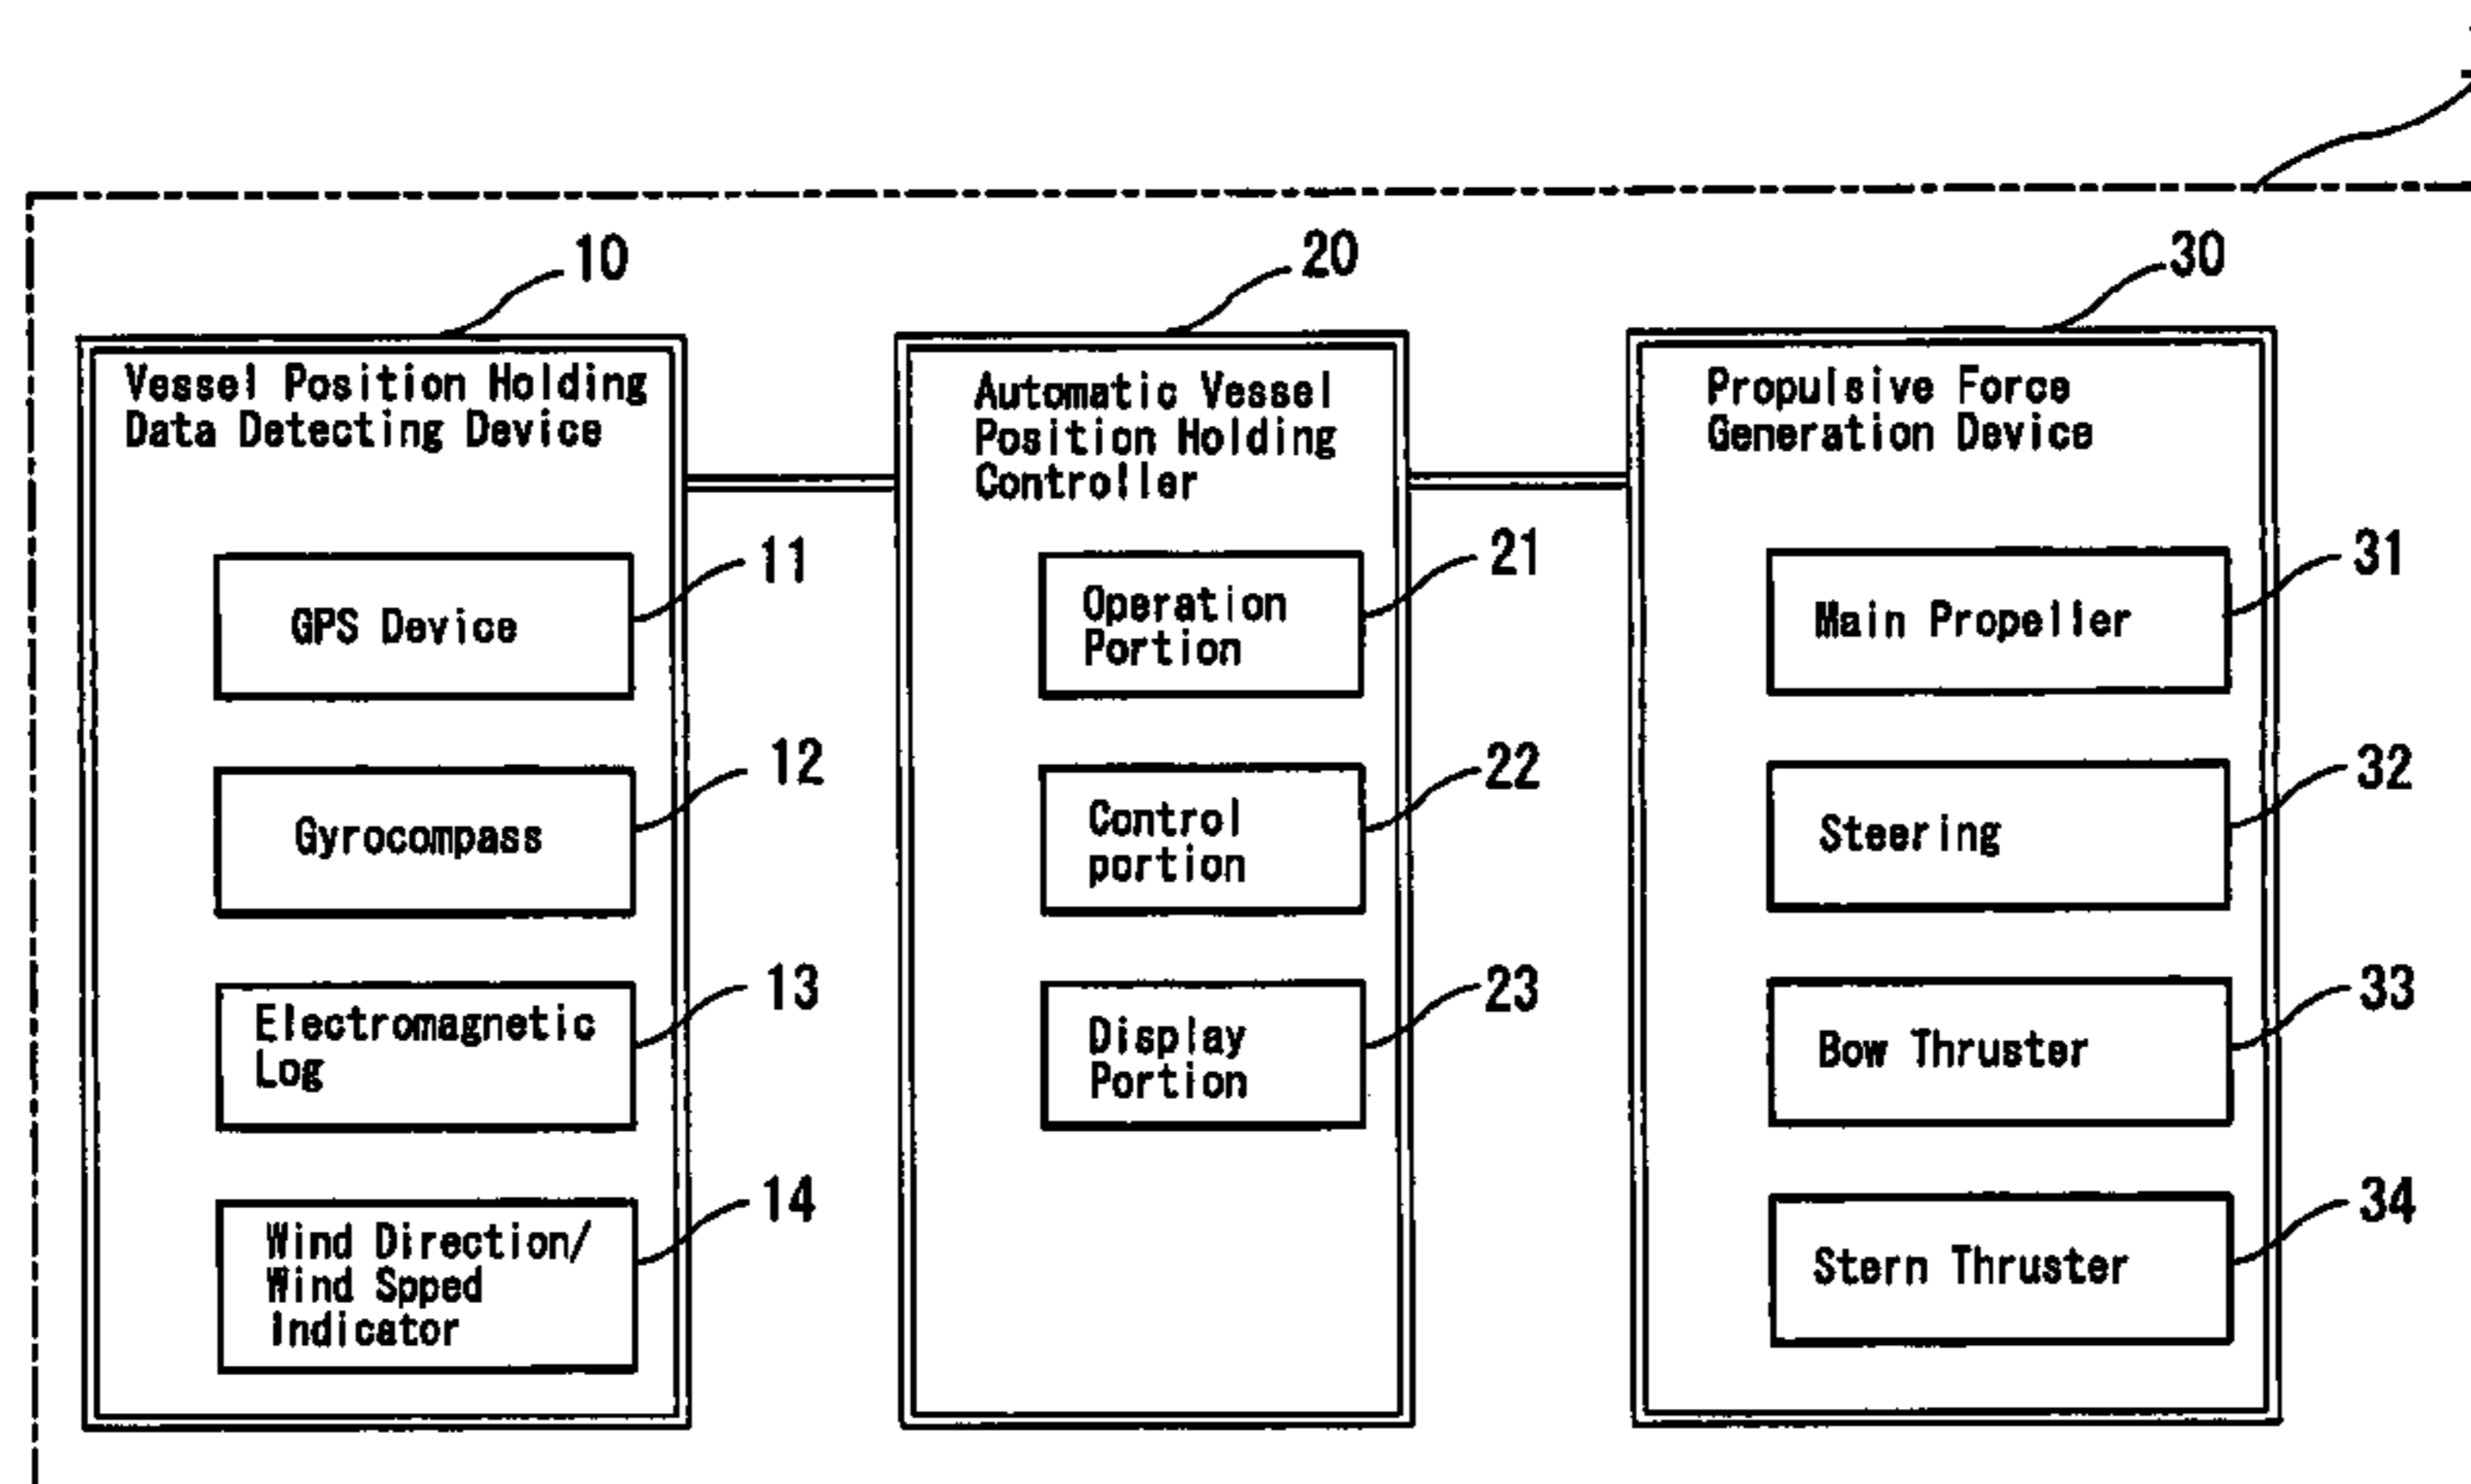 10
20
30
Vessel Position Holding
Data Detecting Device
Automatic Vessel
Position Holding
Controller
Propulsive Force
Generation Device
GPS Device
11
Gyrocompass
12
Electromagnetic
Log
13
Wind Direction/
Wind Spped
Indicator
14
Operation
Portion
21
Control
portion
22
Display
Portion
23
Main Propeller
31
Steering
32
Bow Thruster
33
Stern Thruster
34